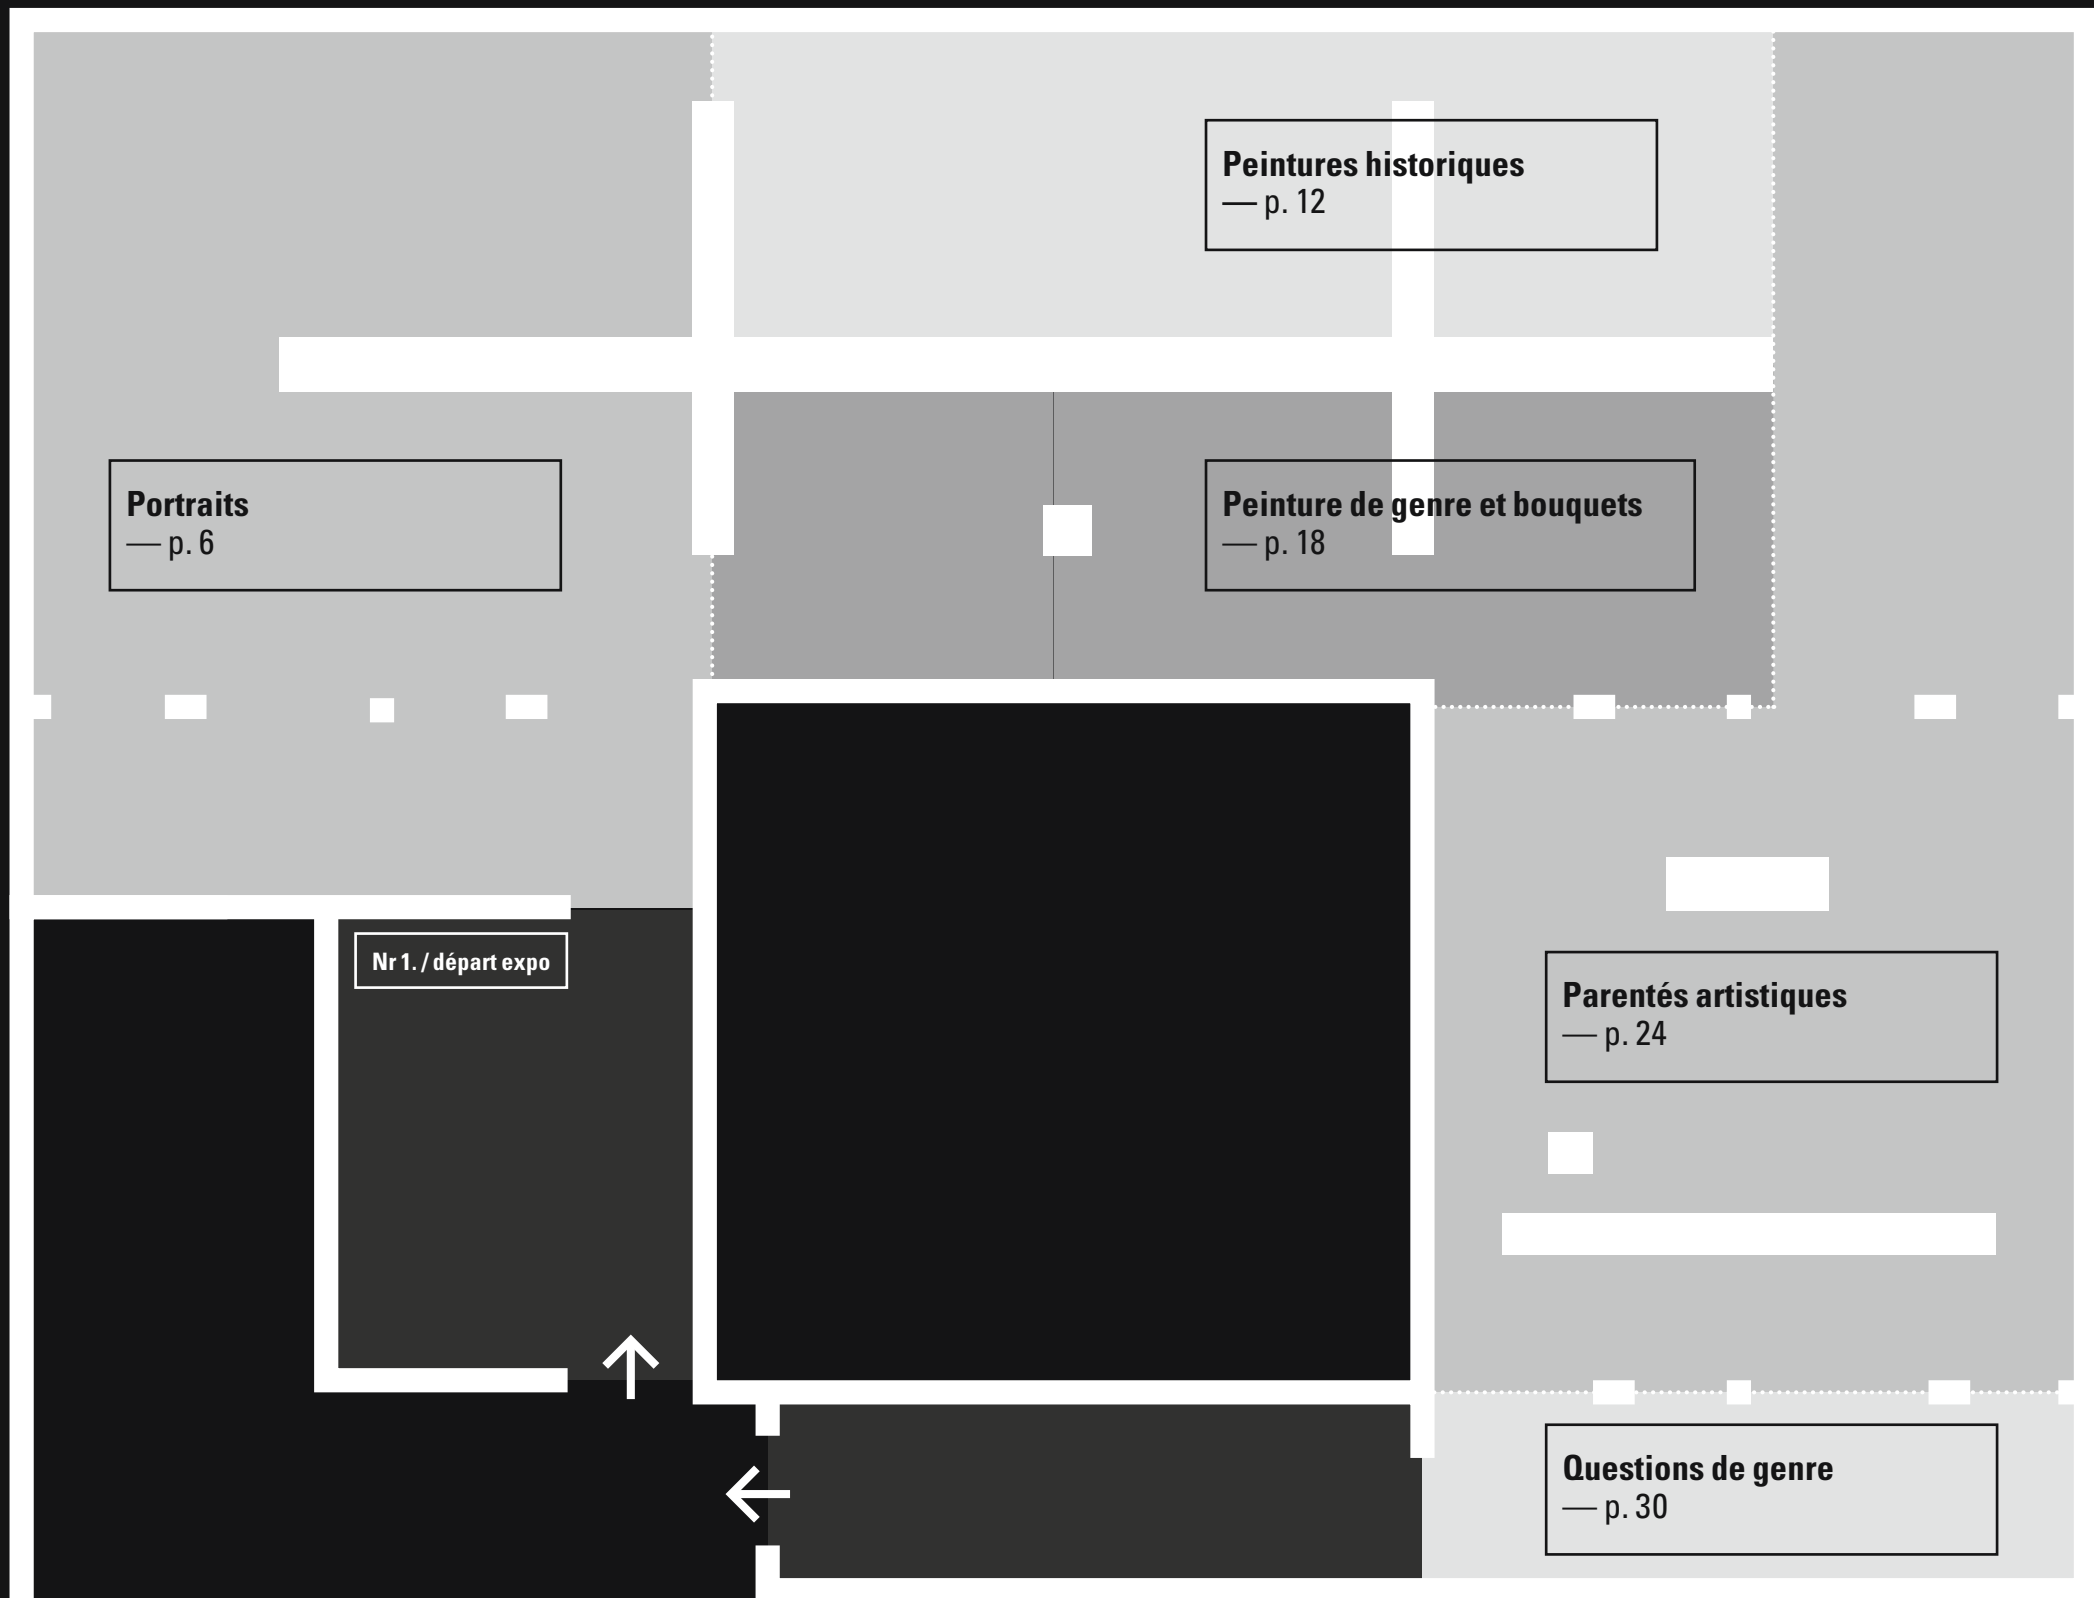 Peintures historiques
— p. 12
Portraits
— p. 6
Peinture de genre et bouquets
— p. 18
Nr 1. / départ expo
Parentés artistiques
— p. 24
Questions de genre
— p. 30